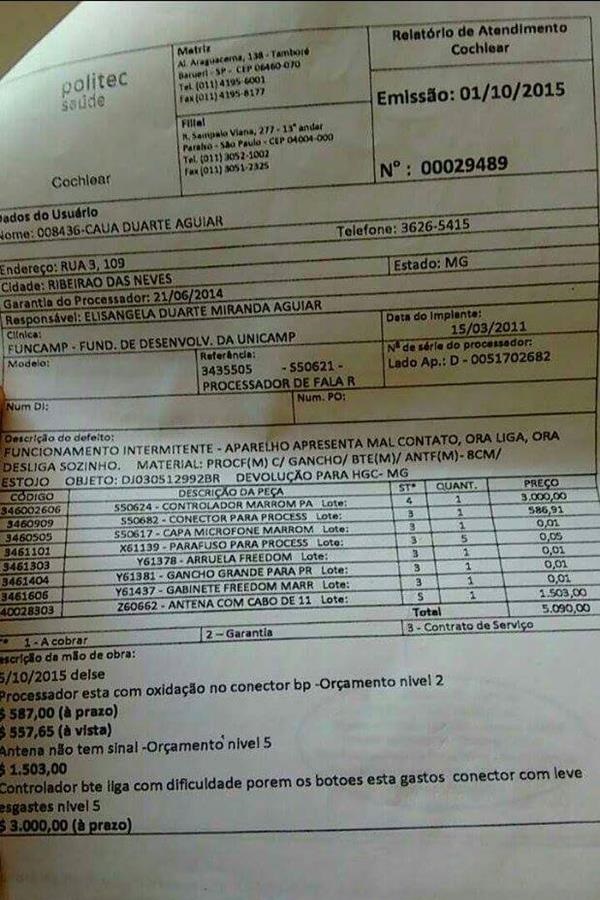 politec
saúde
Cochlear
Matriz
Al. Araguacema, 138 - Tamboré
Barueri - SP - CEP 06460-070
Tel. (011) 4195-6001
Fax (011) 4195-8177
Filial
R. Sampaio Viana, 277 - 13° andar
Paraíso - São Paulo - CEP 04004-000
Tel. (011) 3052-1002
Fax (011) 3051-2325
Relatório de Atendimento
Cochlear
Emissão: 01/10/2015
N° : 00029489
Dados do Usuário
Nome: 008436-CAUA DUARTE AGUIAR
Telefone: 3626-5415
Endereço: RUA 3, 109
Estado: MG
Cidade: RIBEIRAO DAS NEVES
Garantia do Processador: 21/06/2014
Responsável: ELISANGELA DUARTE MIRANDA AGUIAR
Clínica:
FUNCAMP - FUND. DE DESENVOLV. DA UNICAMP
Data do Implante:
15/03/2011
Modelo:
Referência:
3435505 - S50621 -
PROCESSADOR DE FALA R
Nº de série do processador:
Lado Ap.: D - 0051702682
Num DI:
Num. PO:
Descrição do defeito:
FUNCIONAMENTO INTERMITENTE - APARELHO APRESENTA MAL CONTATO, ORA LIGA, ORA
DESLIGA SOZINHO. MATERIAL: PROCF(M) C/ GANCHO/ BTE(M)/ ANTF(M)- 8CM/
ESTOJO OBJETO: DJ030512992BR DEVOLUÇÃO PARA HGC- MG
CÓDIGO DESCRIÇÃO DA PEÇA ST* QUANT. PREÇO
346002606 S50624 - CONTROLADOR MARROM PA Lote: 4 1 3.000,00
3460909 S50682 - CONECTOR PARA PROCESS Lote: 3 1 586,91
3460505 S50617 - CAPA MICROFONE MARROM Lote: 3 1 0,01
3461101 X61139 - PARAFUSO PARA PROCESS Lote: 3 5 0,05
3461303 Y61378 - ARRUELA FREEDOM Lote: 3 1 0,01
3461404 Y61381 - GANCHO GRANDE PARA PR Lote: 3 1 0,01
3461606 Y61437 - GABINETE FREEDOM MARR Lote: 3 1 0,01
40028303 Z60662 - ANTENA COM CABO DE 11 Lote: 5 1 1.503,00
Total 5.090,00
1 - A cobrar 2 - Garantia 3 - Contrato de Serviço
escrição da mão de obra:
5/10/2015 delse
Processador esta com oxidação no conector bp -Orçamento nivel 2
$ 587,00 (à prazo)
$ 557,65 (à vista)
Antena não tem sinal -Orçamento nivel 5
$ 1.503,00
Controlador bte liga com dificuldade porem os botoes esta gastos conector com leve
esgastes nivel 5
$ 3.000,00 (à prazo)